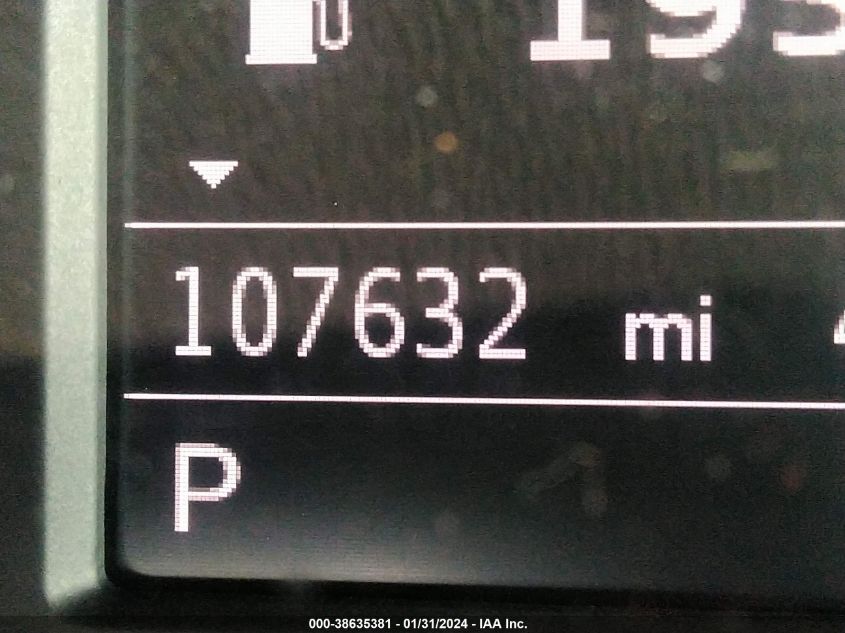 107632 mi
P
000-38635381 - 01/31/2024 - IAA Inc.